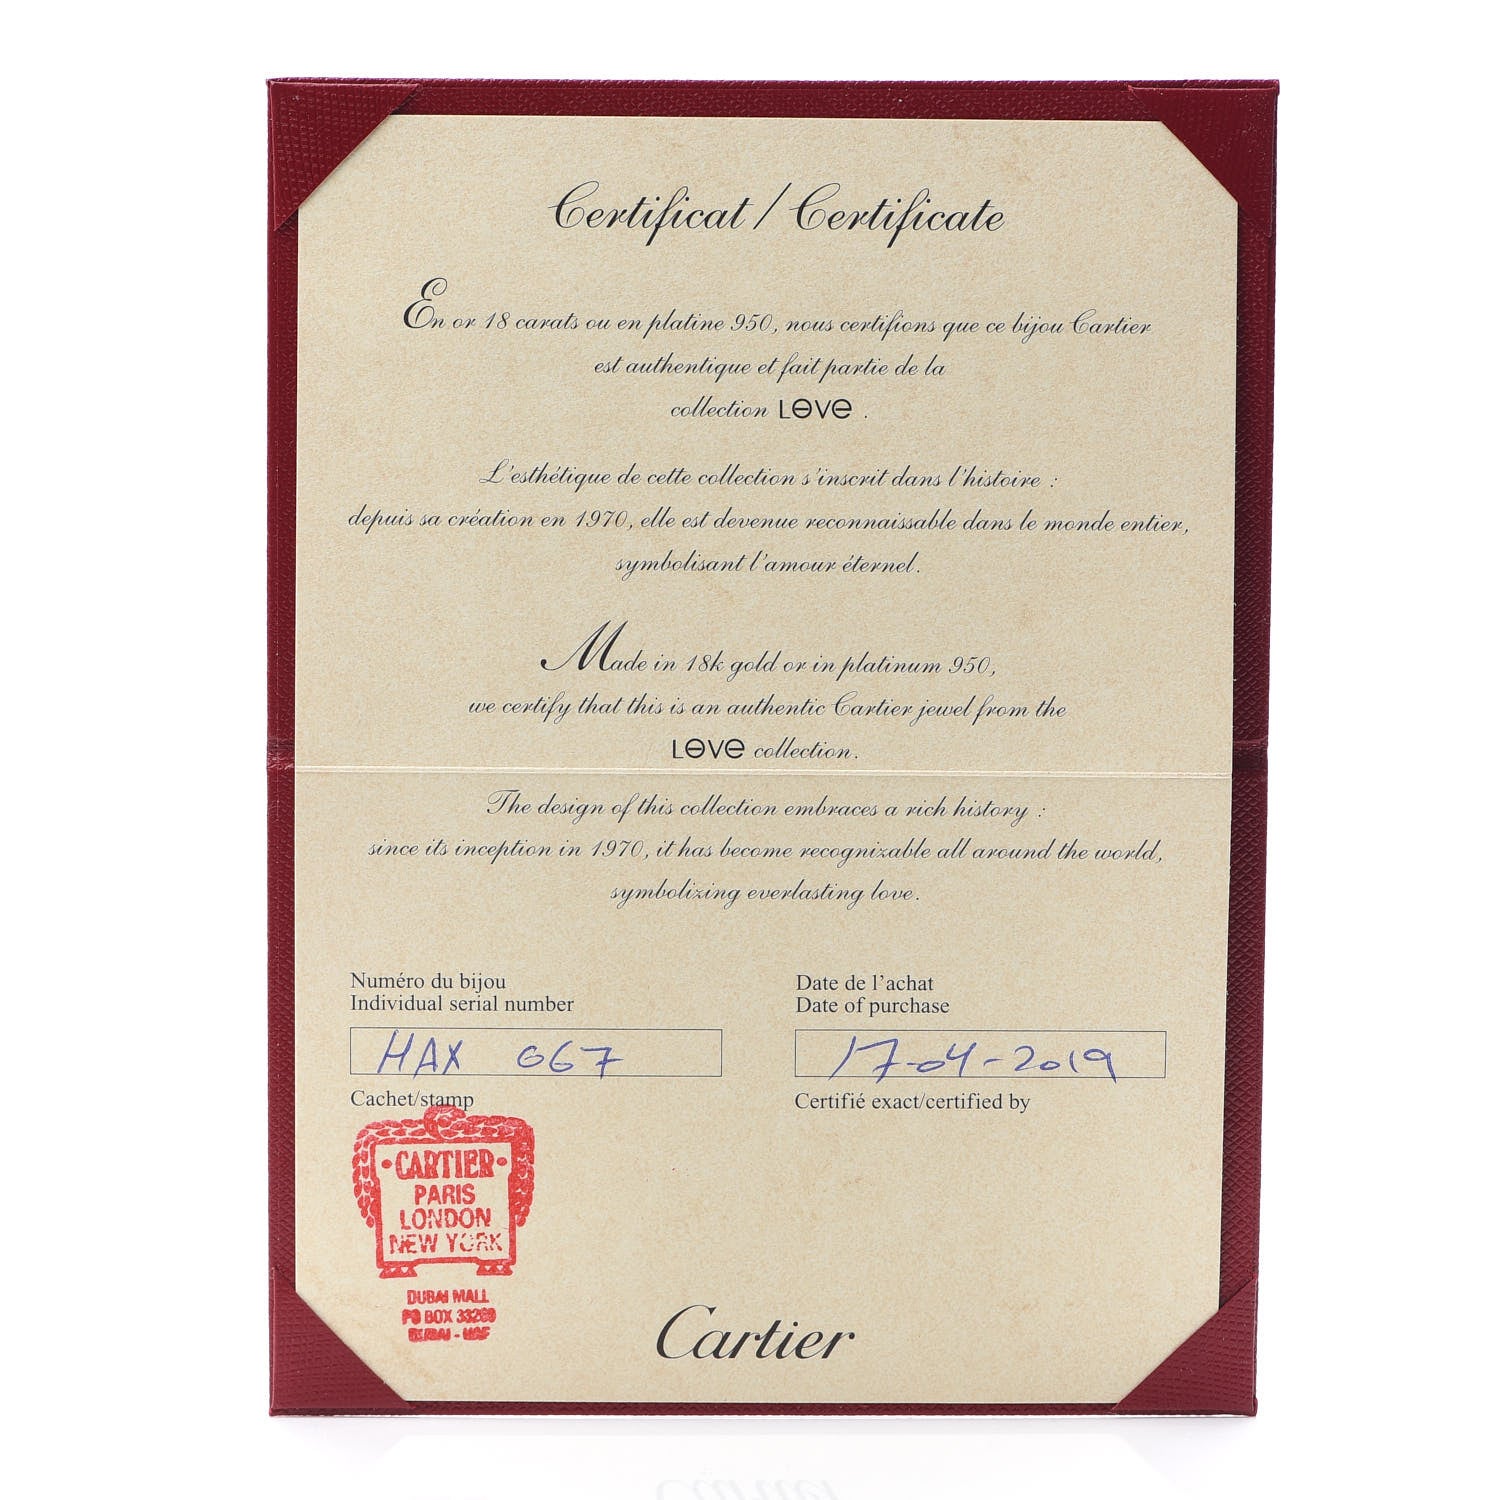 Certificat / Certificate
En or 18 carats ou en platine 950, nous certifions que ce bijou Cartier
est authentique et fait partie de la
collection LOVE .
L'esthétique de cette collection s'inscrit dans l'histoire :
depuis sa création en 1970, elle est devenue reconnaissable dans le monde entier,
symbolisant l'amour éternel.
Made in 18k gold or in platinum 950,
we certify that this is an authentic Cartier jewel from the
LOVE collection.
The design of this collection embraces a rich history :
since its inception in 1970, it has become recognizable all around the world,
symbolizing everlasting love.
Numéro du bijou
Individual serial number
HAX 067
Date de l'achat
Date of purchase
17-04-2019
Cachet/stamp
Certifié exact/certified by
·CARTIER·
PARIS
LONDON
NEW YORK
DUBAI MALL
PO BOX
DUBAI - UAE
Cartier